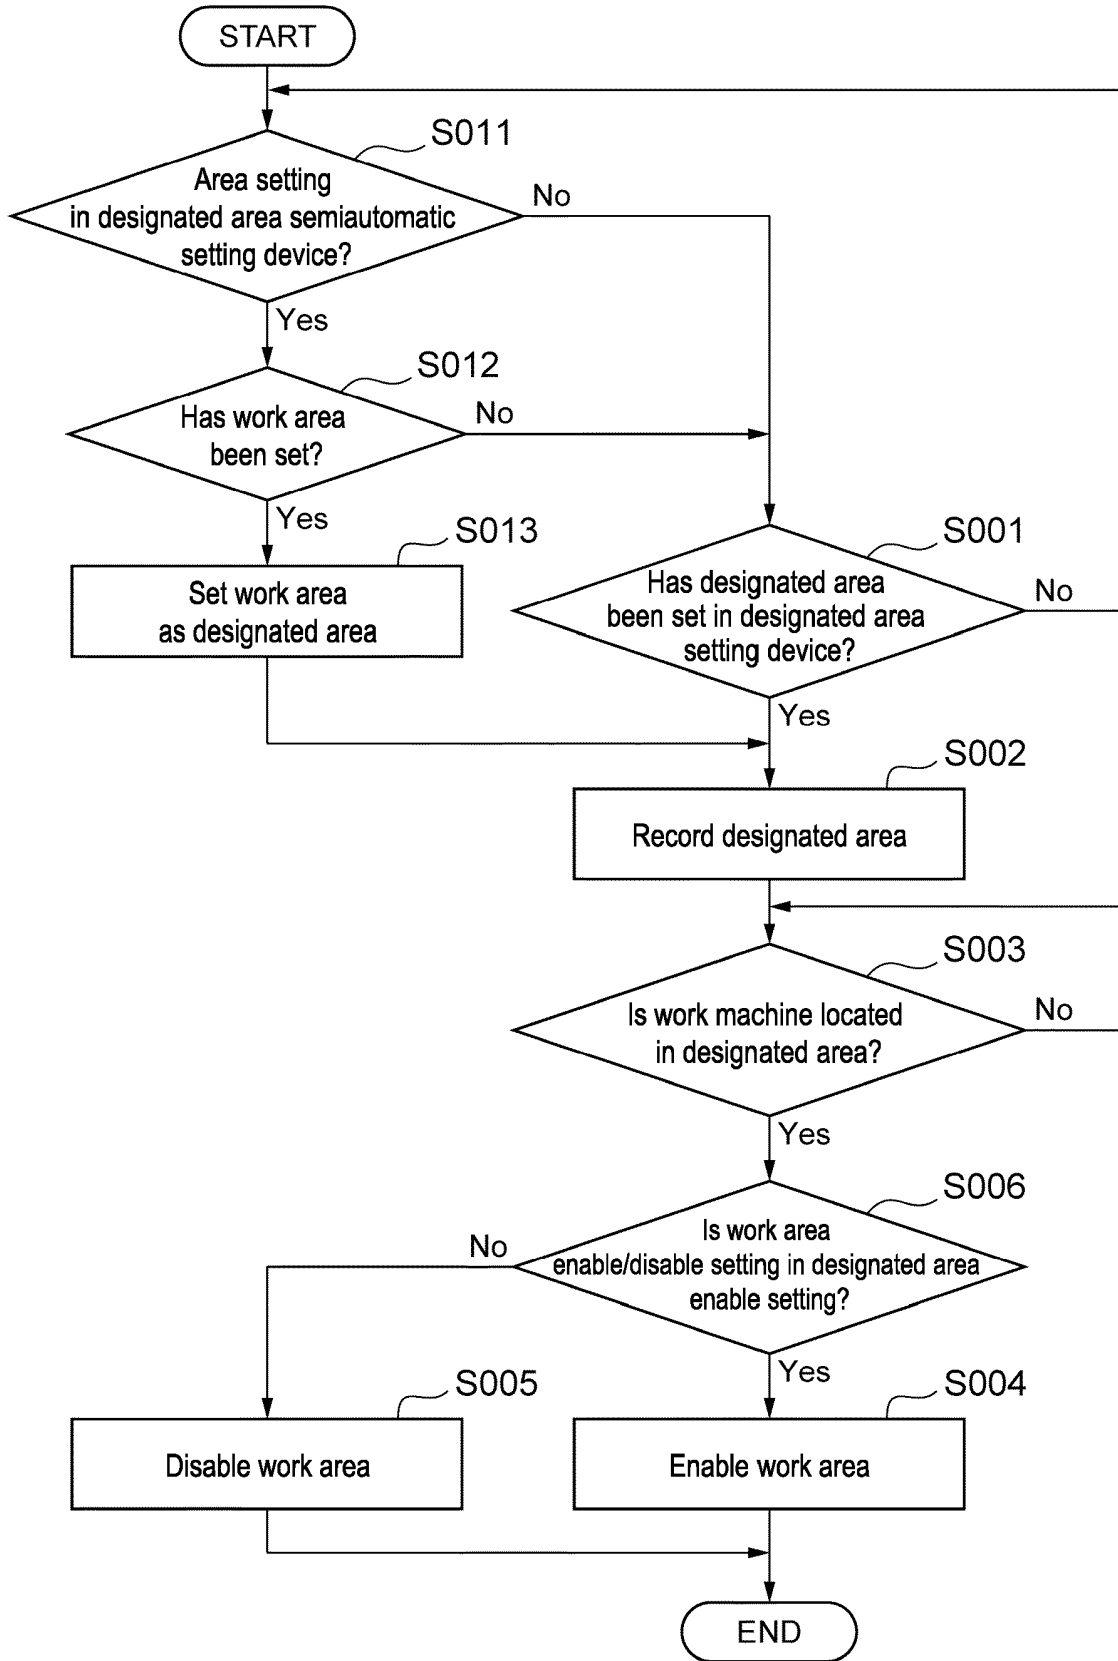 START
S011
Area setting
in designated area semiautomatic
setting device?
No
Yes
S012
Has work area
been set?
No
Yes
S013
Set work area
as designated area
S001
Has designated area
been set in designated area
setting device?
No
Yes
S002
Record designated area
S003
Is work machine located
in designated area?
No
Yes
S006
Is work area
enable/disable setting in designated area
enable setting?
No
Yes
S005
Disable work area
S004
Enable work area
END